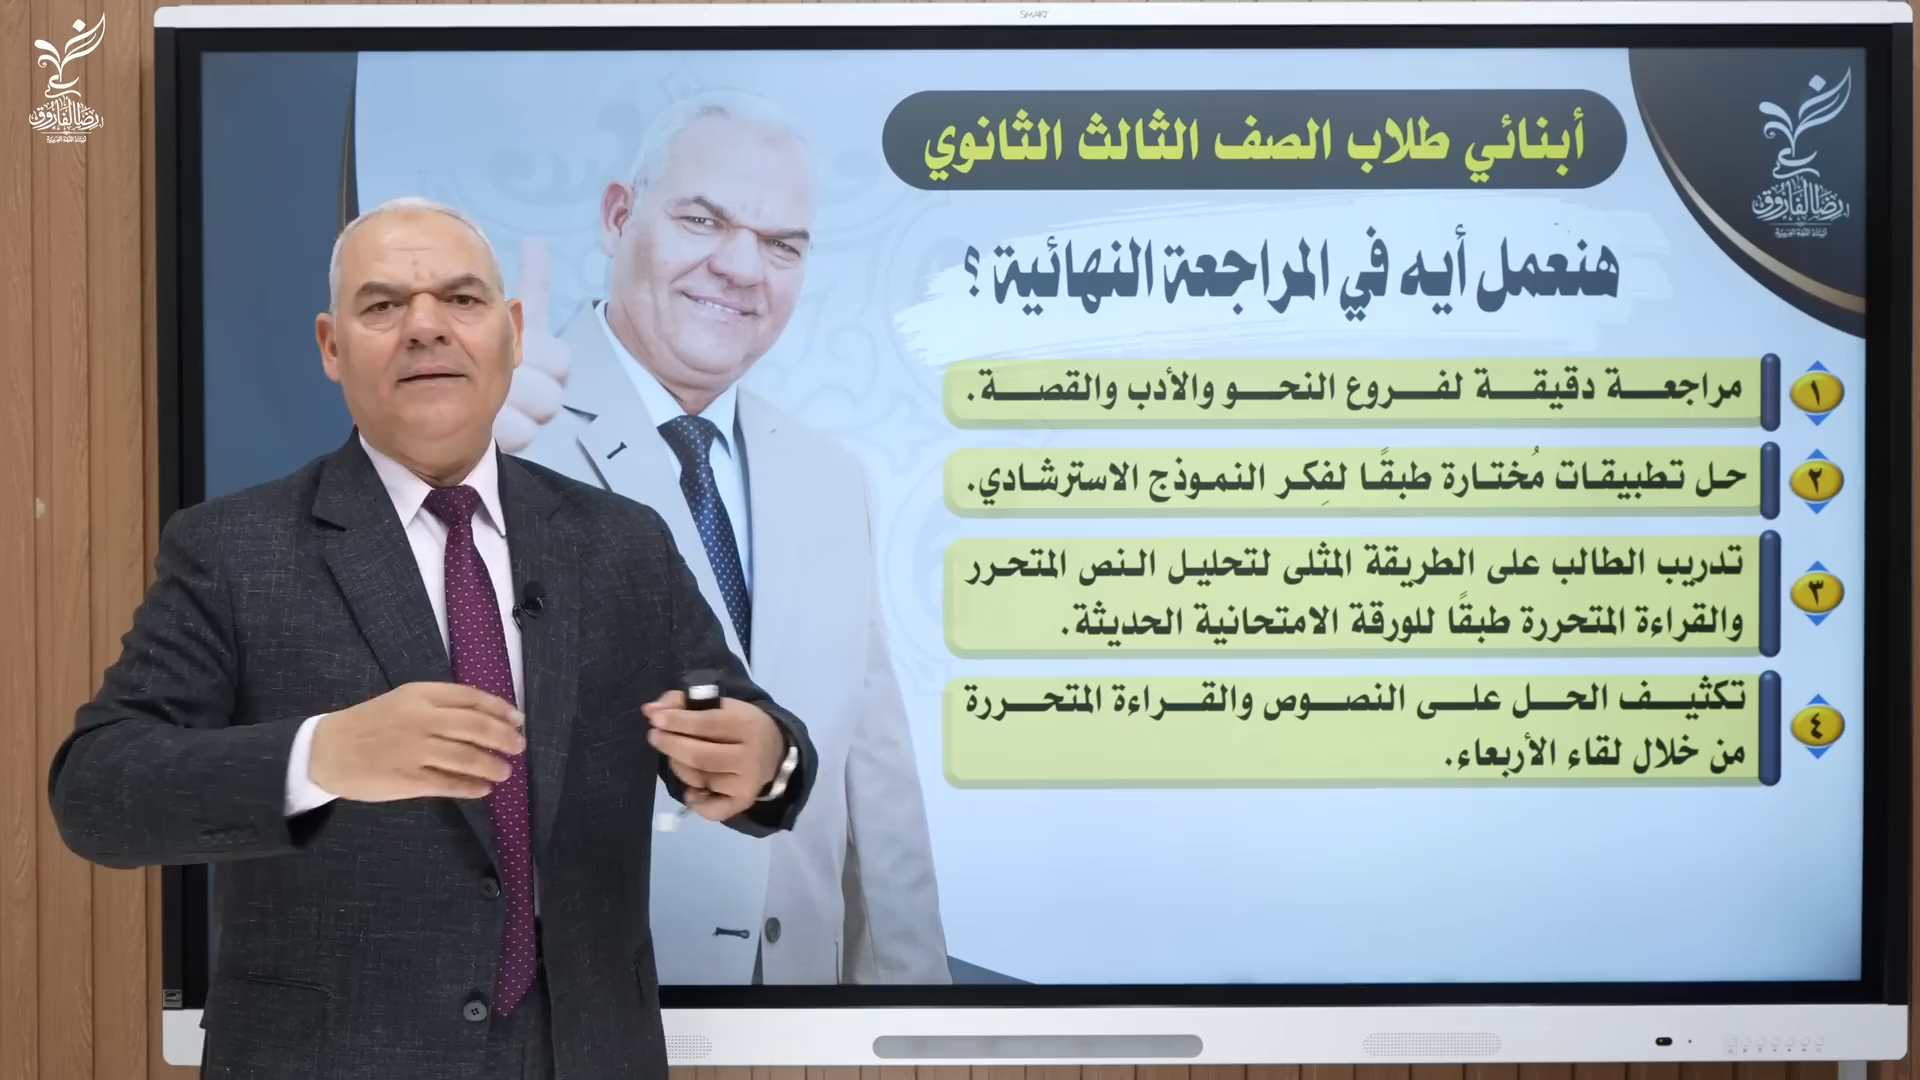 SMART
رضا الفاروق
أبنائي طلاب الصف الثالث الثانوي
هنعمل أيه في المراجعة النهائية ؟
١
مراجعة دقيقة لفروع النحو والأدب والقصة.
٢
حل تطبيقات مُختارة طبقًا لفِكر النموذج الاسترشادي.
٣
تدريب الطالب على الطريقة المثلى لتحليل النص المتحرر
والقراءة المتحررة طبقًا للورقة الامتحانية الحديثة.
٤
تكثيف الحل على النصوص والقراءة المتحررة
من خلال لقاء الأربعاء.
رضا الفاروق